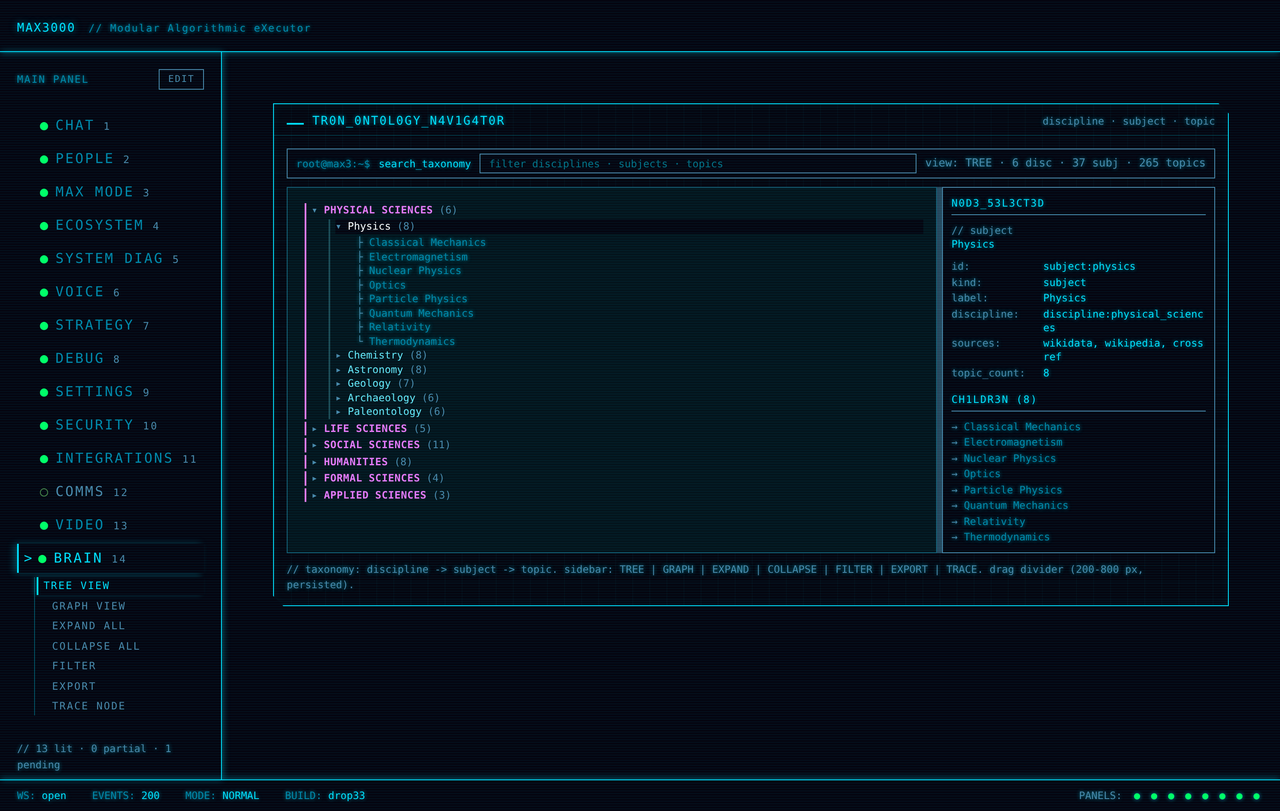 MAX3000 // Modular Algorithmic eXecutor
MAIN PANEL EDIT
CHAT 1
PEOPLE 2
MAX MODE 3
ECOSYSTEM 4
SYSTEM DIAG 5
VOICE 6
STRATEGY 7
DEBUG 8
SETTINGS 9
SECURITY 10
INTEGRATIONS 11
COMMS 12
VIDEO 13
> BRAIN 14
TREE VIEW
GRAPH VIEW
EXPAND ALL
COLLAPSE ALL
FILTER
EXPORT
TRACE NODE
// 13 lit · 0 partial · 1
pending
TR0N_0NT0L0GY_N4V1G4T0R discipline · subject · topic
root@max3:~$ search_taxonomy filter disciplines · subjects · topics view: TREE · 6 disc · 37 subj · 265 topics
▾ PHYSICAL SCIENCES (6)
▾ Physics (8)
├ Classical Mechanics
├ Electromagnetism
├ Nuclear Physics
├ Optics
├ Particle Physics
├ Quantum Mechanics
├ Relativity
└ Thermodynamics
▸ Chemistry (8)
▸ Astronomy (8)
▸ Geology (7)
▸ Archaeology (6)
▸ Paleontology (6)
▸ LIFE SCIENCES (5)
▸ SOCIAL SCIENCES (11)
▸ HUMANITIES (8)
▸ FORMAL SCIENCES (4)
▸ APPLIED SCIENCES (3)
N0D3_53L3CT3D
// subject
Physics
id: subject:physics
kind: subject
label: Physics
discipline: discipline:physical_scienc
es
sources: wikidata, wikipedia, cross
ref
topic_count: 8
CH1LDR3N (8)
→ Classical Mechanics
→ Electromagnetism
→ Nuclear Physics
→ Optics
→ Particle Physics
→ Quantum Mechanics
→ Relativity
→ Thermodynamics
// taxonomy: discipline -> subject -> topic. sidebar: TREE | GRAPH | EXPAND | COLLAPSE | FILTER | EXPORT | TRACE. drag divider (200-800 px,
persisted).
WS: open EVENTS: 200 MODE: NORMAL BUILD: drop33 PANELS: